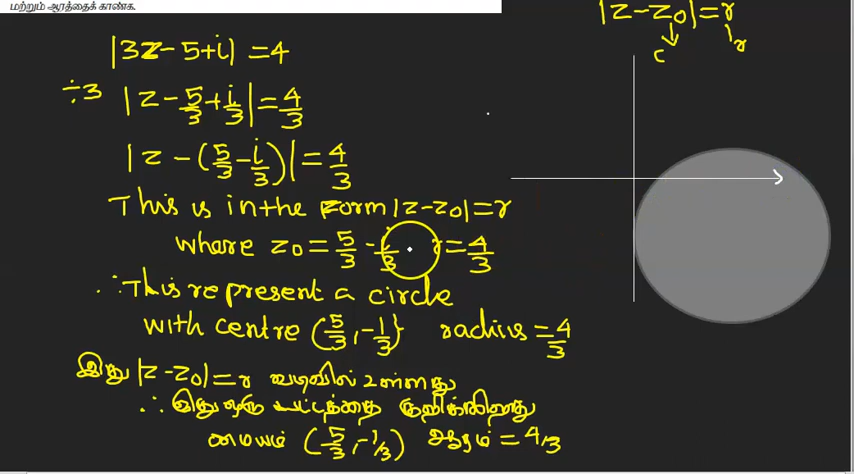 மற்றும் ஆரத்தைக் காண்க.
|z - z₀| = r
c r
|3z - 5 + i| = 4
÷3 |z - 5/3 + i/3| = 4/3
|z - (5/3 - i/3)| = 4/3
This is in the form |z - z₀| = r
where z₀ = 5/3 - i/3 r = 4/3
∴ This represent a circle
with centre (5/3, -1/3} radius = 4/3
இது |z - z₀| = r வடிவில் உள்ளது
∴ இது ஒரு வட்டத்தை குறிக்கிறது
மையம் (5/3, -1/3) ஆரம் = 4/3